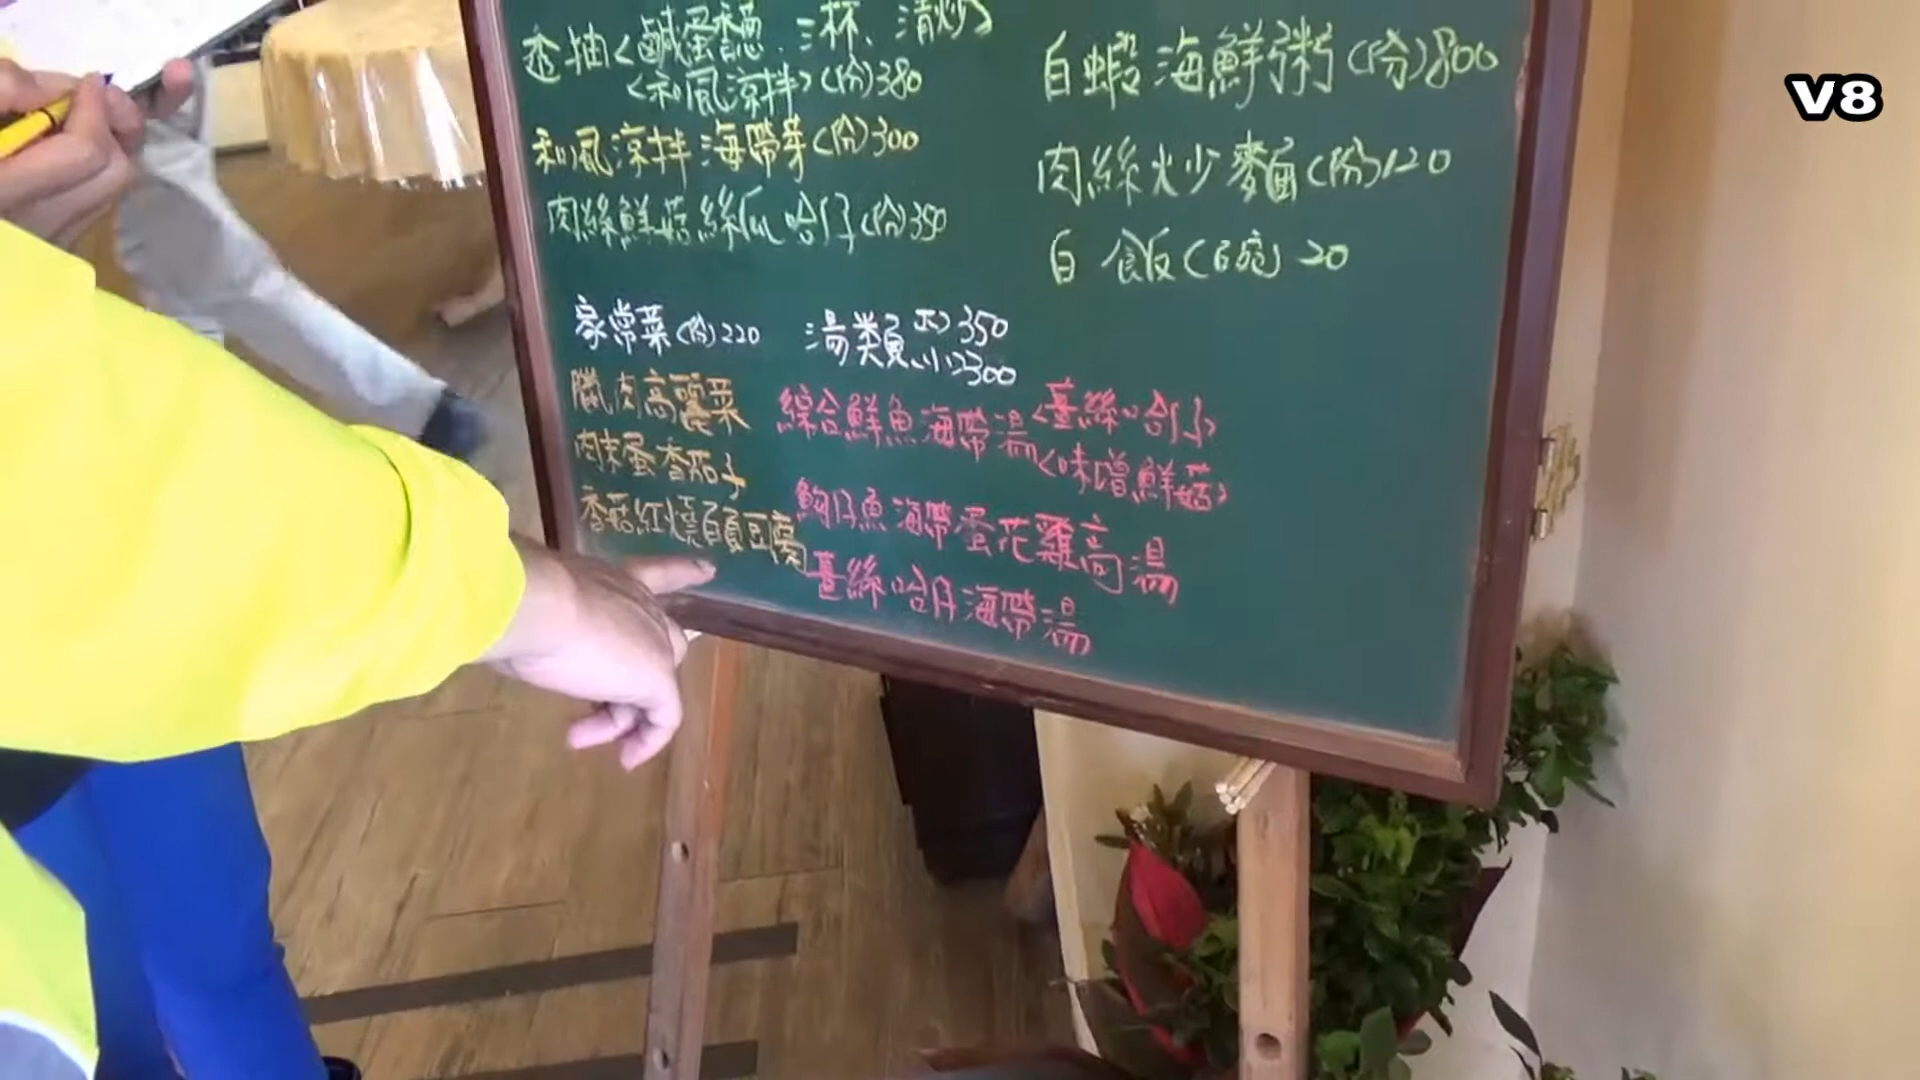 透抽<鹹蛋香蔥、三杯、清炒>
<和風涼拌>(份)380
和風涼拌海帶芽(份)300
肉絲鮮菇絲瓜哈仔(份)350
白蝦海鮮粥(份)800
肉絲炒麵(份)120
白飯(碗)20
家常菜(份)220
臘肉高麗菜
肉末蛋香茄子
香菇紅燒百頁豆腐
湯類 大>350
小>300
綜合鮮魚海帶湯<薑絲哈仔>
<味噌鮮菇>
魩仔魚海帶蛋花雞高湯
薑絲哈仔海帶湯
V8